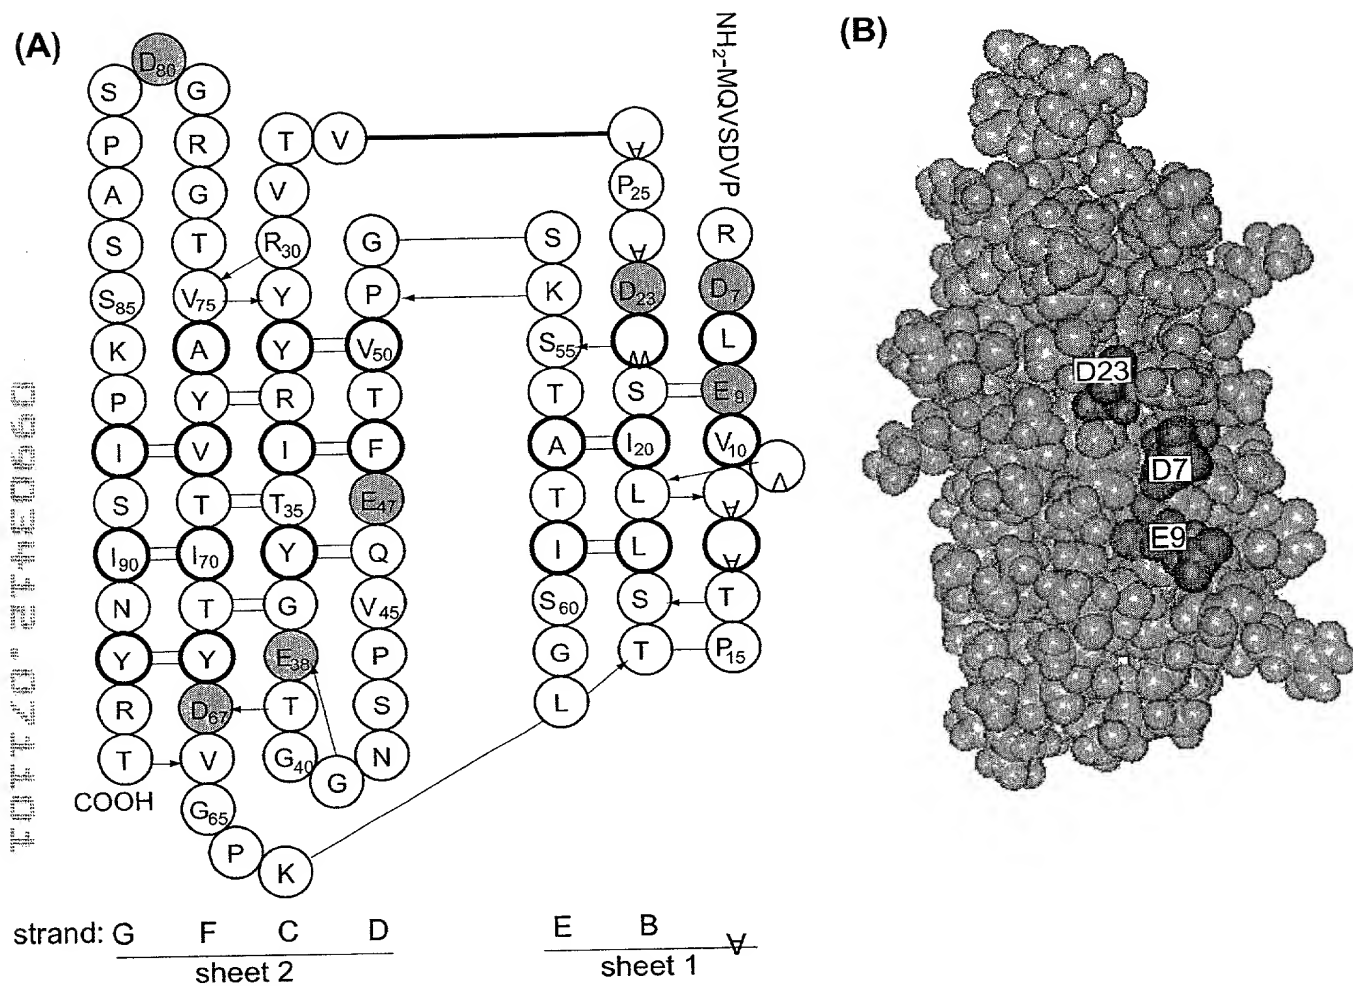 (A)
(B)
NH2-MQVSDVP
D80
S
P
A
S
S85
K
P
I
S
I90
N
Y
R
T
COOH
G
R
G
T
V75
A
Y
V
T
I70
T
Y
D67
V
G65
P
K
T
V
V
R30
Y
Y
R
I
T35
Y
G
E38
T
G40
G
N
G
P
V50
T
F
E47
Q
V45
P
S
S
K
S55
T
A
T
I
S60
G
L
A
P25
A
D23
W
S
I20
L
L
S
T
R
D7
L
E9
V10
A
A
A
T
P15
strand: G F C D E B A
sheet 2
sheet 1
D23
D7
E9